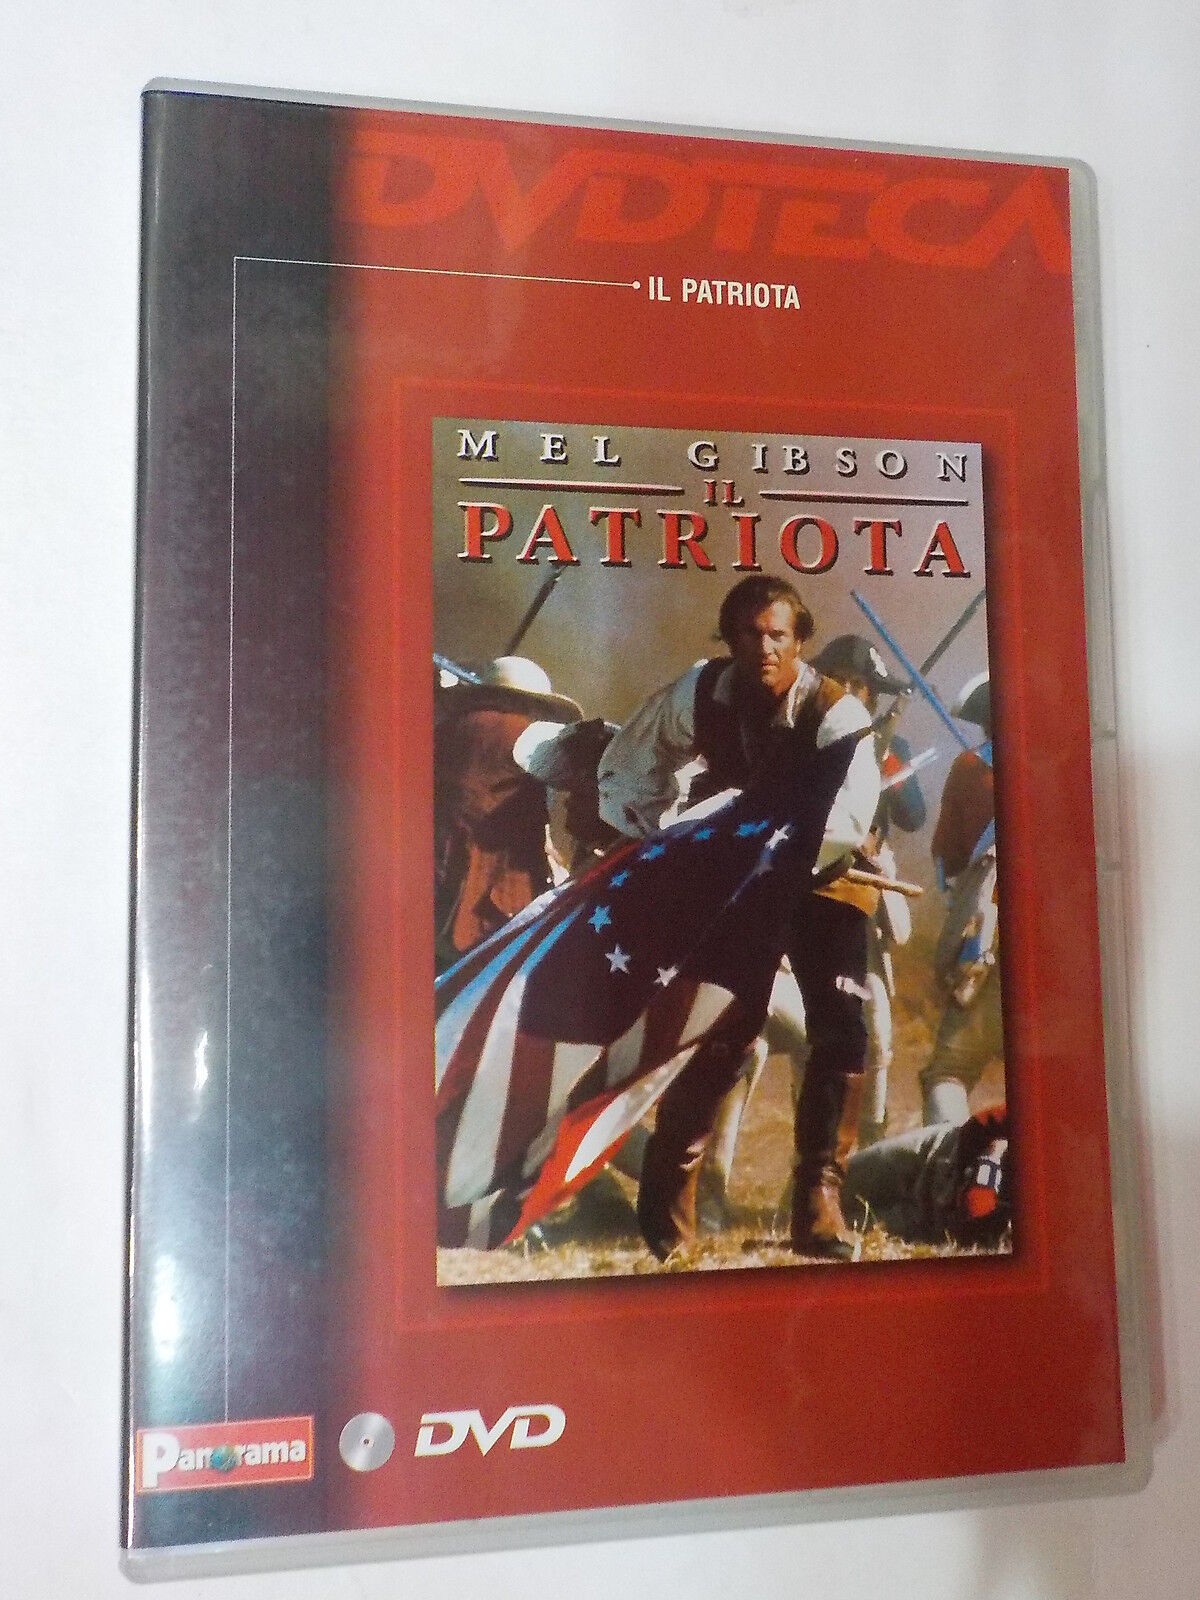 DVDTECA
IL PATRIOTA
MEL GIBSON
IL
PATRIOTA
Panorama
DVD